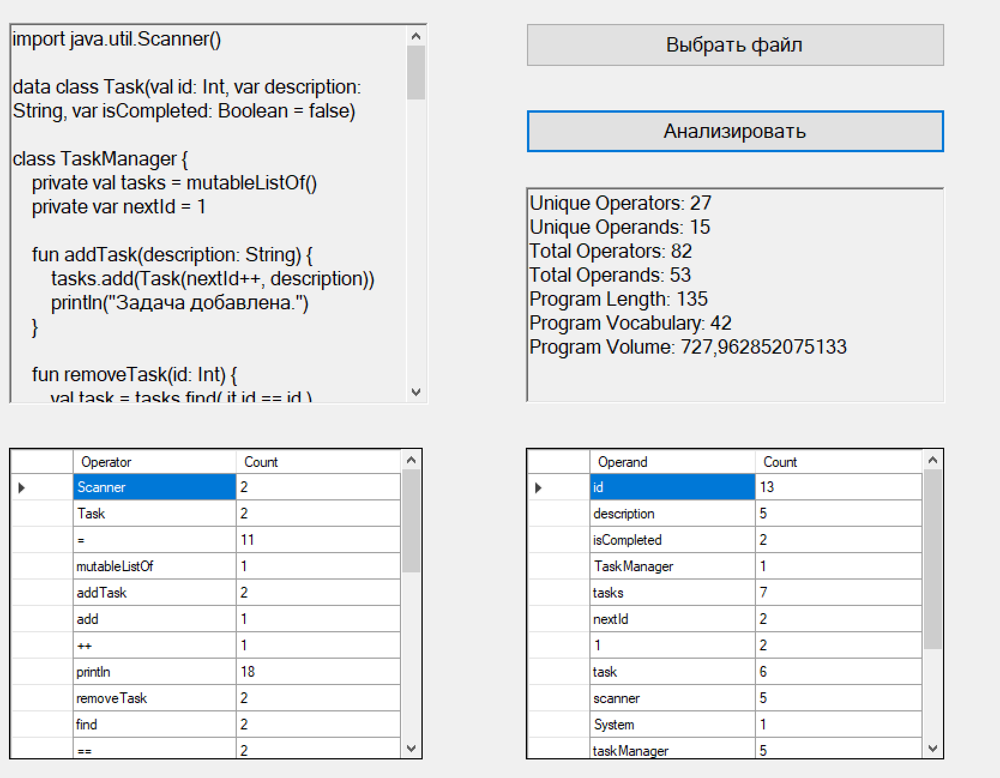 import java.util.Scanner()
data class Task(val id: Int, var description:
String, var isCompleted: Boolean = false)
class TaskManager {
private val tasks = mutableListOf()
private var nextId = 1
fun addTask(description: String) {
tasks.add(Task(nextId++, description))
println("Задача добавлена.")
}
fun removeTask(id: Int) {
val task = tasks.find( it.id == id )
Выбрать файл
Анализировать
Unique Operators: 27
Unique Operands: 15
Total Operators: 82
Total Operands: 53
Program Length: 135
Program Vocabulary: 42
Program Volume: 727,962852075133
Operator Count
Scanner 2
Task 2
= 11
mutableListOf 1
addTask 2
add 1
++ 1
println 18
removeTask 2
find 2
== 2
Operand Count
id 13
description 5
isCompleted 2
TaskManager 1
tasks 7
nextId 2
1 2
task 6
scanner 5
System 1
taskManager 5